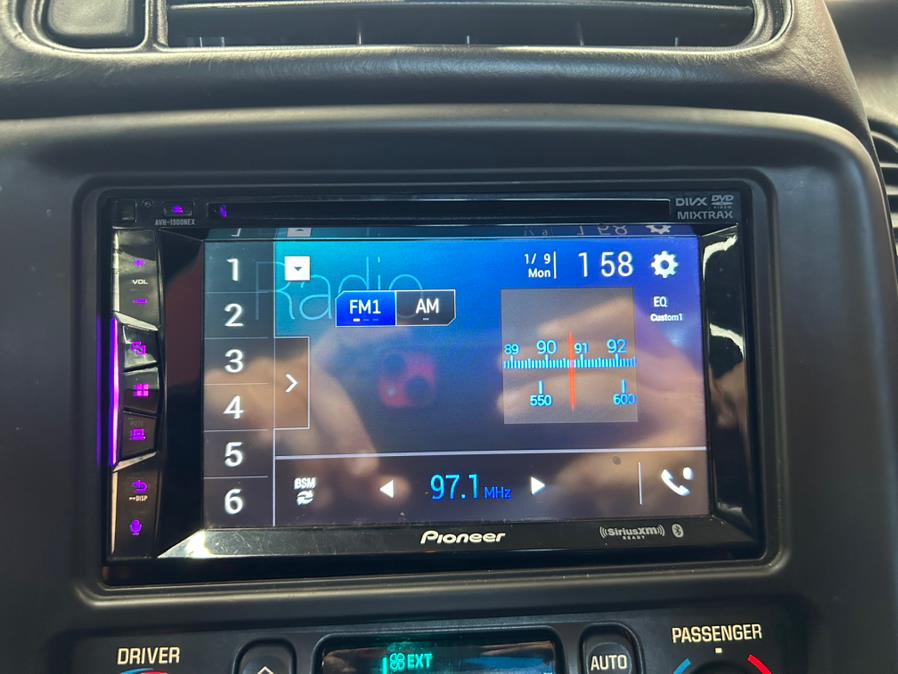 DIVX DVD VIDEO
AVH-1300NEX
MIXTRAX
VOL
1
2
3
4
5
6
Radio
1/ 9
Mon
1 58
FM1
AM
EQ
Custom1
89 90 91 92
550 600
MUTE
DISP
BSM
97.1 MHz
Pioneer
SiriusXM
READY
DRIVER
EXT
AUTO
PASSENGER